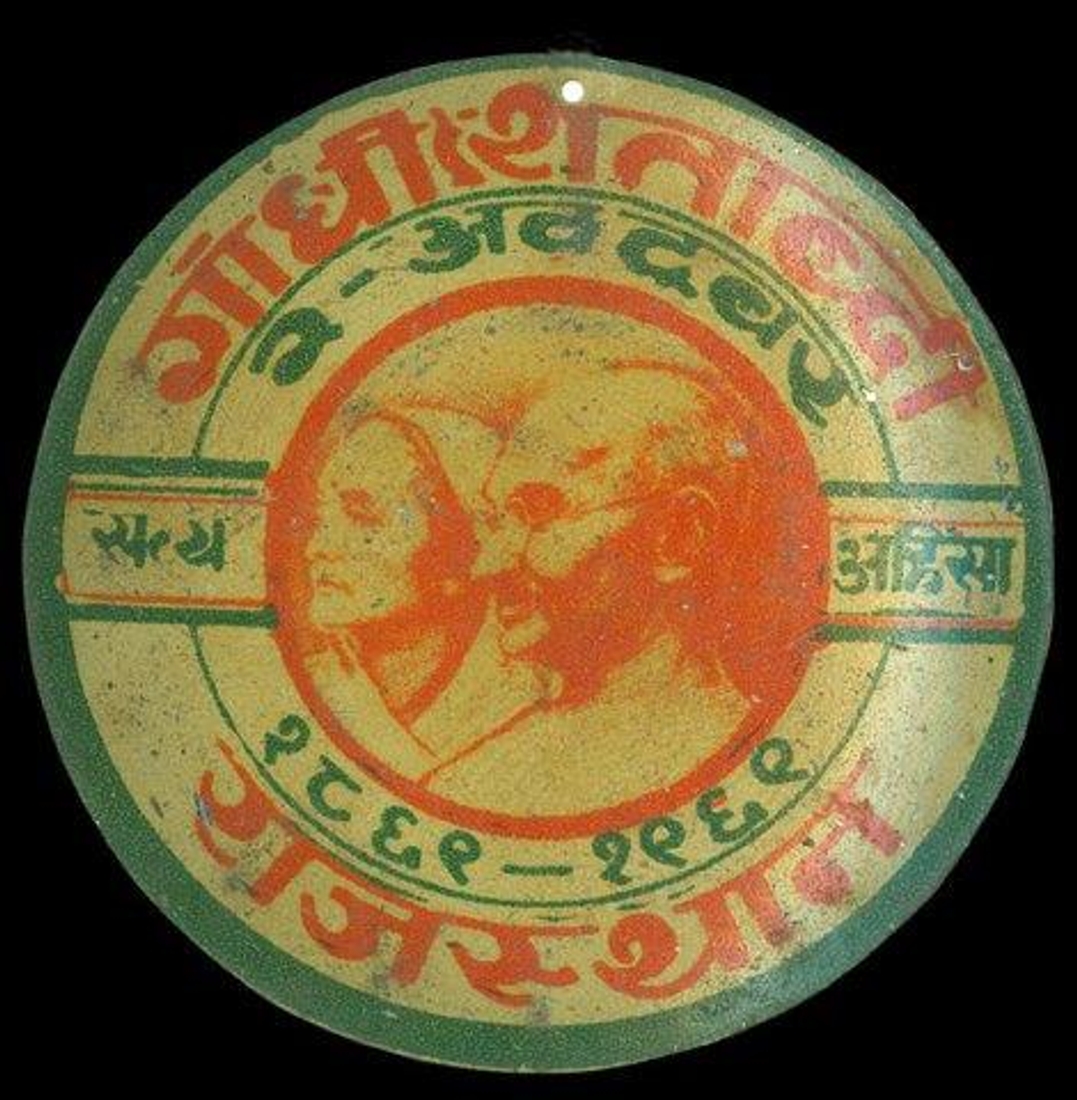 गाँधी शताब्दी
२-अक्टूबर
सत्य
अहिंसा
१८६९—१९६९
राजस्थान